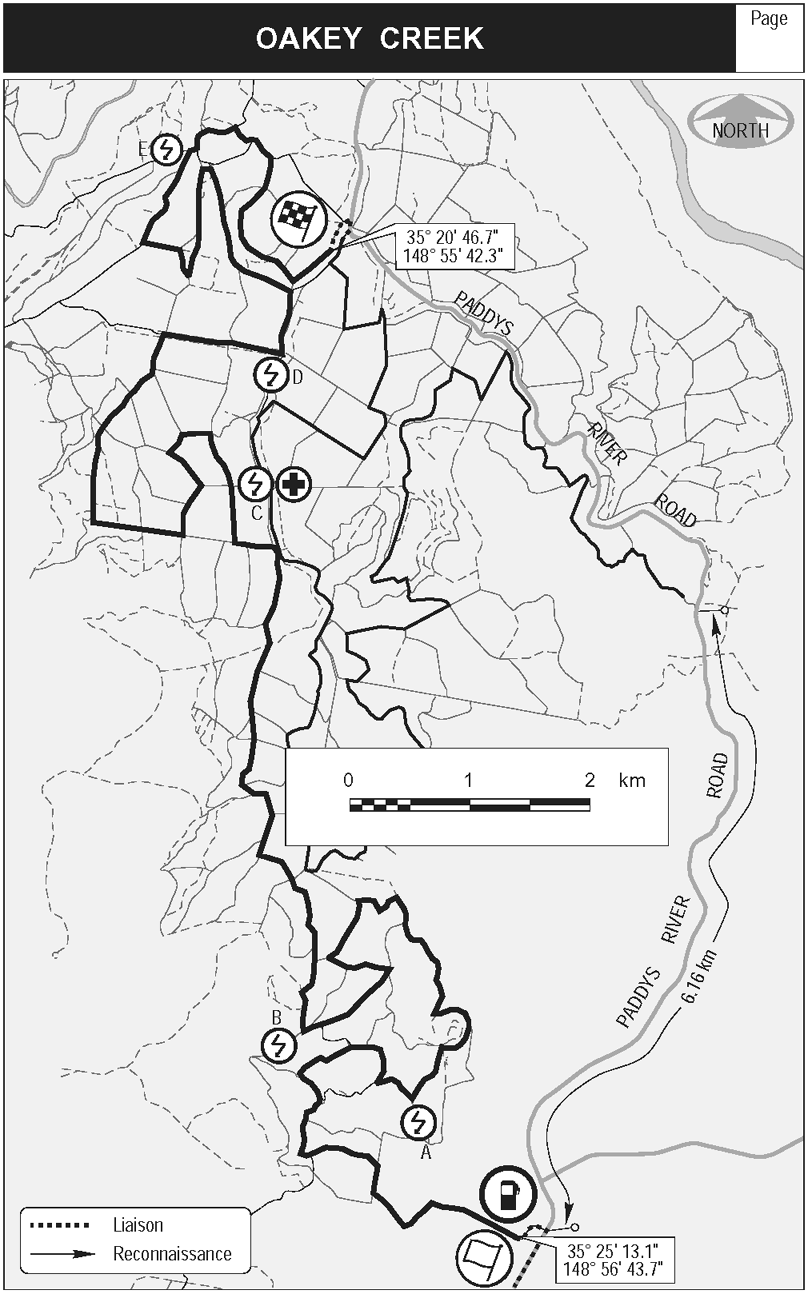 OAKEY CREEK
Page
NORTH
E
35° 20' 46.7"
148° 55' 42.3"
PADDYS
RIVER
ROAD
D
C
0 1 2 km
ROAD
RIVER
PADDYS
6.16 km
B
A
35° 25' 13.1"
148° 56' 43.7"
Liaison
Reconnaissance